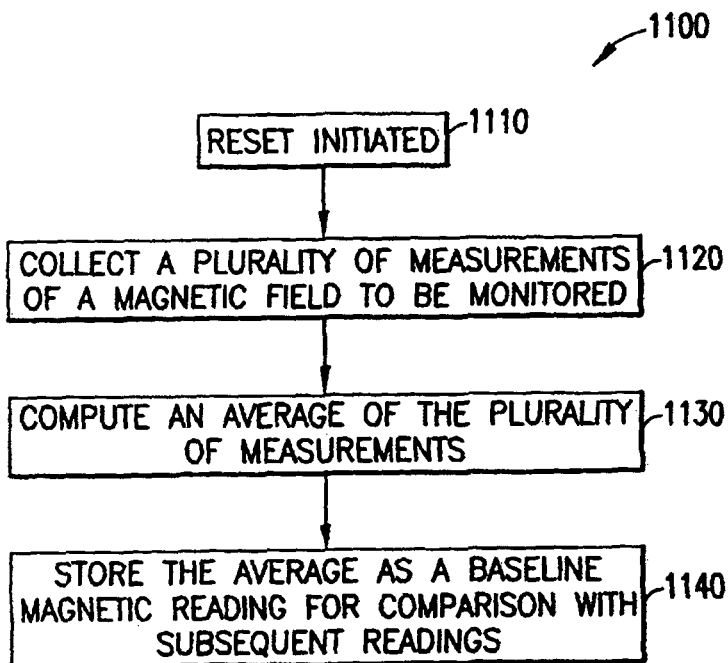 1100
RESET INITIATED
1110
COLLECT A PLURALITY OF MEASUREMENTS
OF A MAGNETIC FIELD TO BE MONITORED
1120
COMPUTE AN AVERAGE OF THE PLURALITY
OF MEASUREMENTS
1130
STORE THE AVERAGE AS A BASELINE
MAGNETIC READING FOR COMPARISON WITH
SUBSEQUENT READINGS
1140